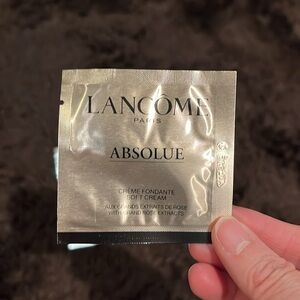 LANCÔME
PARIS
ABSOLUE
CRÈME FONDANTE
SOFT CREAM
AUX GRANDS EXTRAITS DE ROSE
WITH GRAND ROSE EXTRACTS